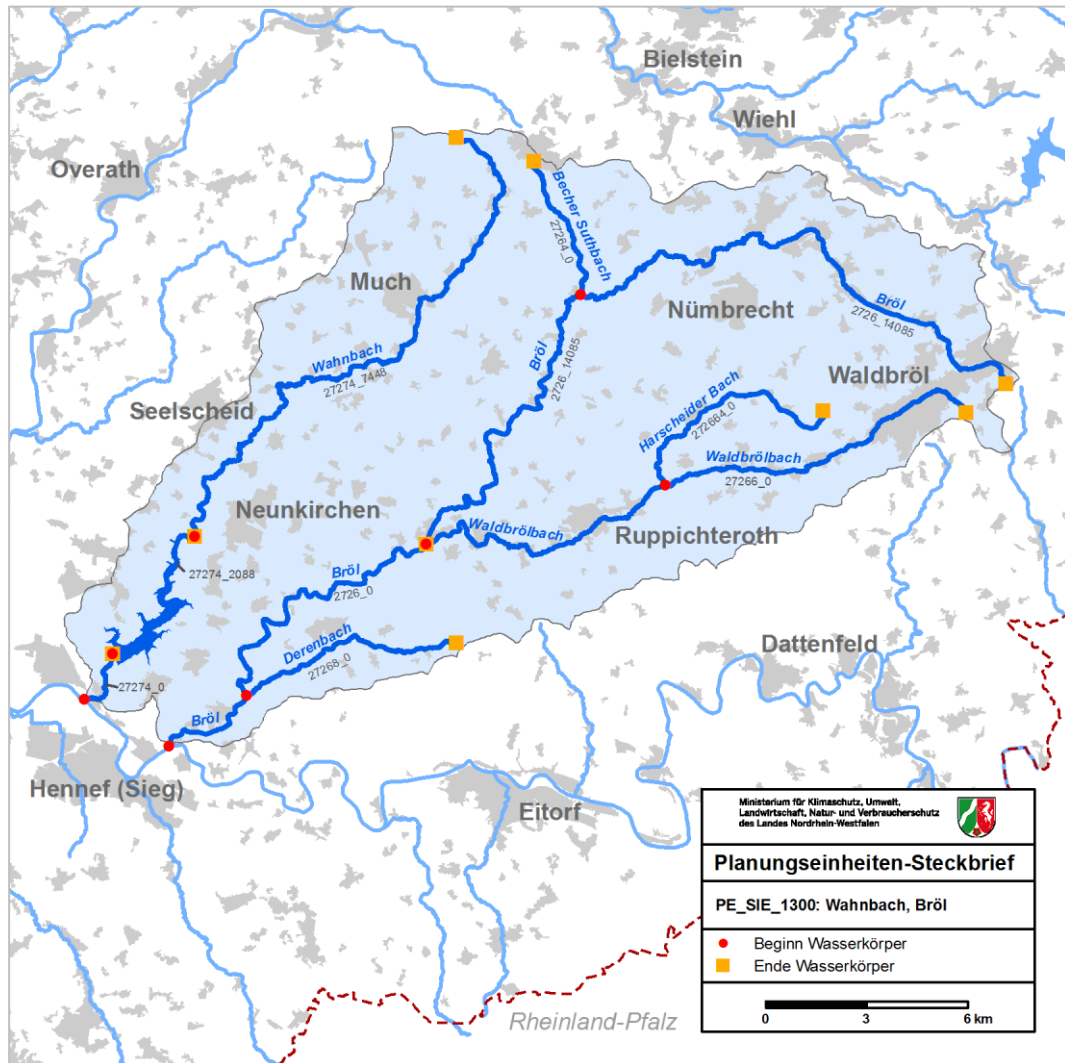 Bielstein
Wiehl
Overath
Becher Suthbach
27264_0
Much
Nümbrecht
Bröl
2726_14085
Bröl
2726_14085
Wahnbach
27274_7448
Waldbröl
Seelscheid
Harscheider Bach
272664_0
Waldbrölbach
27266_0
Neunkirchen
Waldbrölbach
Ruppichteroth
27274_2088
Bröl
2726_0
Derenbach
27268_0
Dattenfeld
27274_0
Bröl
Hennef (Sieg)
Eitorf
Rheinland-Pfalz
Ministerium für Klimaschutz, Umwelt,
Landwirtschaft, Natur- und Verbraucherschutz
des Landes Nordrhein-Westfalen
Planungseinheiten-Steckbrief
PE_SIE_1300: Wahnbach, Bröl
Beginn Wasserkörper
Ende Wasserkörper
0 3 6 km